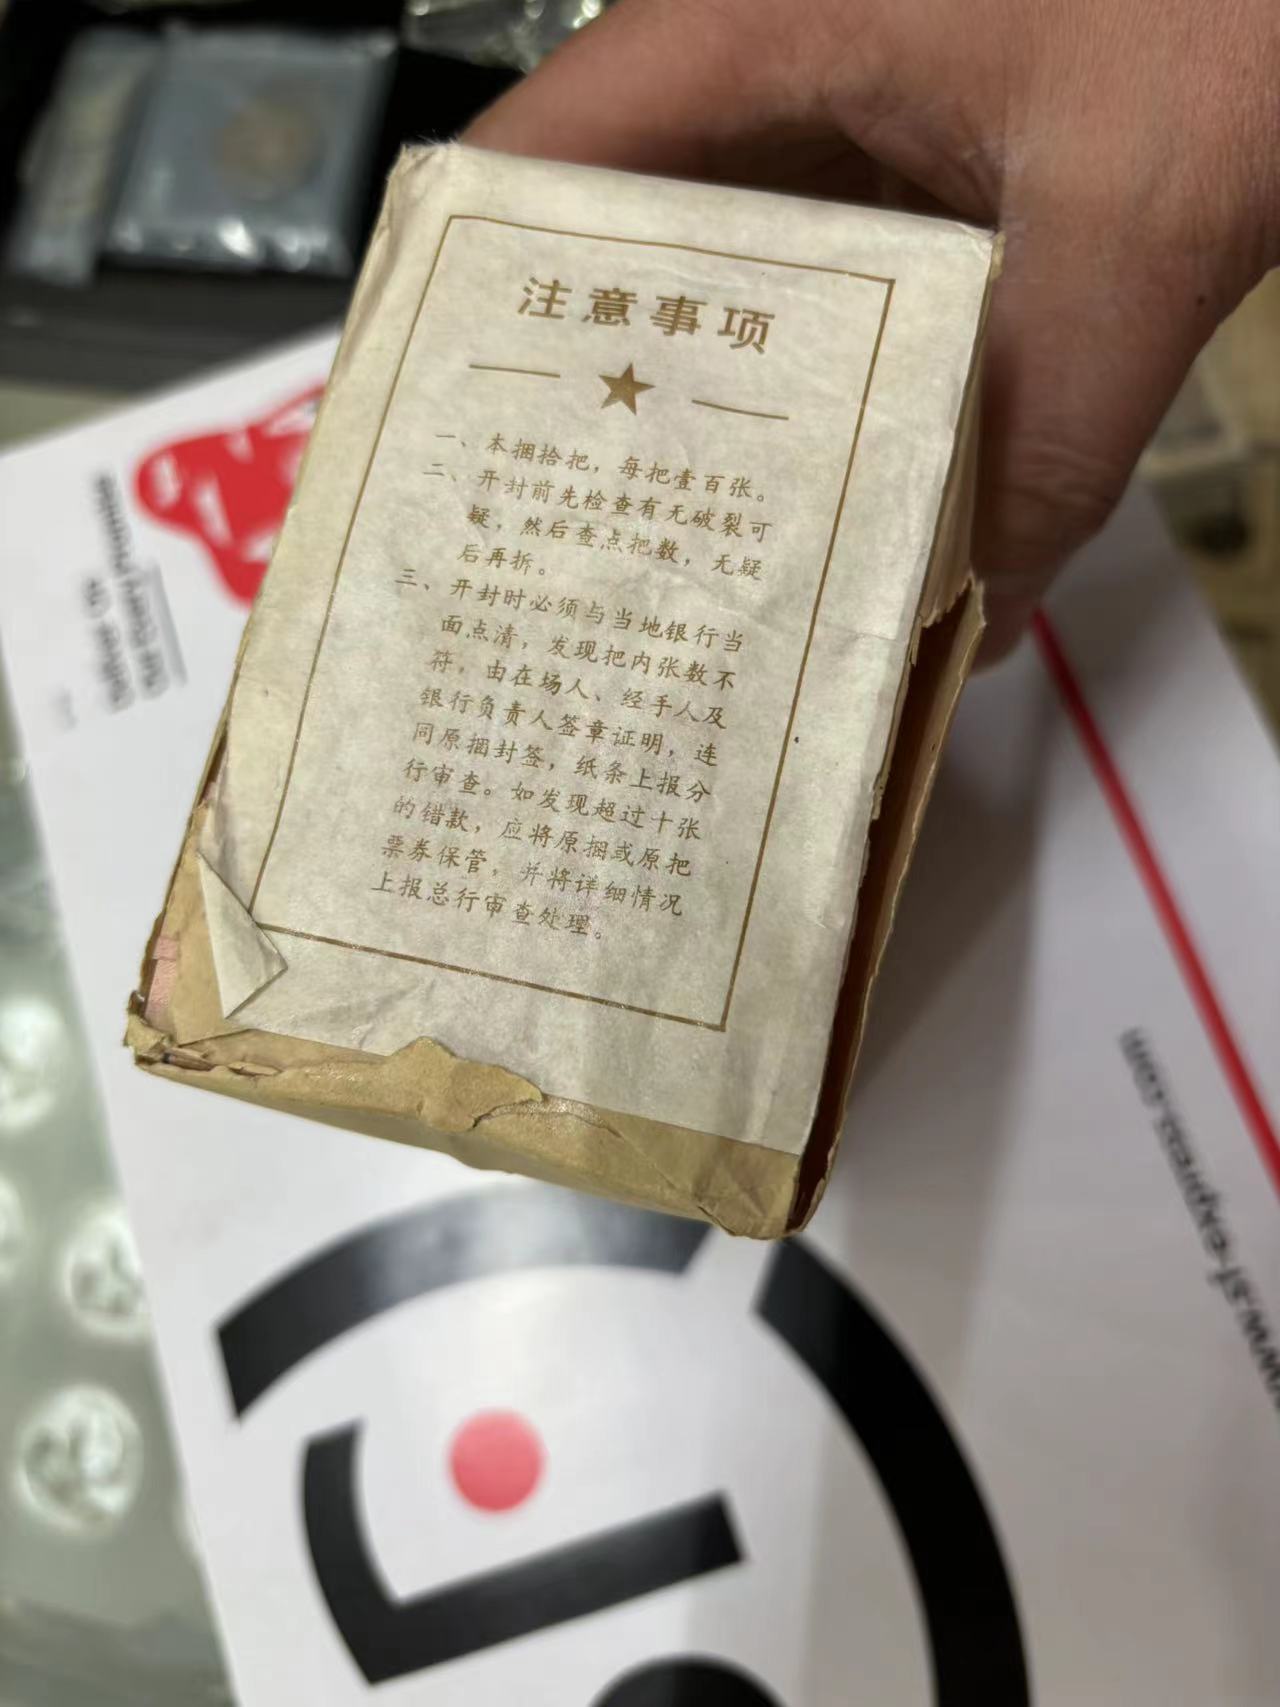 注意事项
一、本捆拾把，每把壹百张。
二、开封前先检查有无破裂可
疑，然后查点把数，无疑
后再拆。
三、开封时必须与当地银行当
面点清，发现把内张数不
符，由在场人、经手人及
银行负责人签章证明，连
同原捆封签，纸条上报分
行审查。如发现超过十张
的错款，应将原捆或原把
票券保管，并将详细情况
上报总行审查处理。
www.sf-express.com